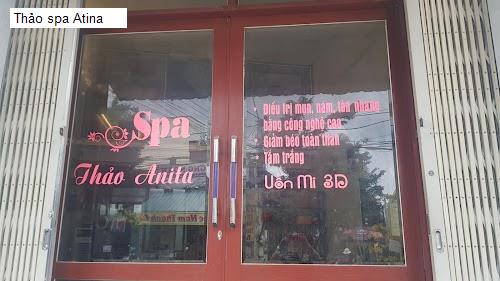 Thảo spa Atina
Spa
Thảo Anita
Điều trị mụn, nám, tàn nhang
bằng công nghệ cao
Giảm béo toàn thân
Tắm trắng
Uốn Mi 3D